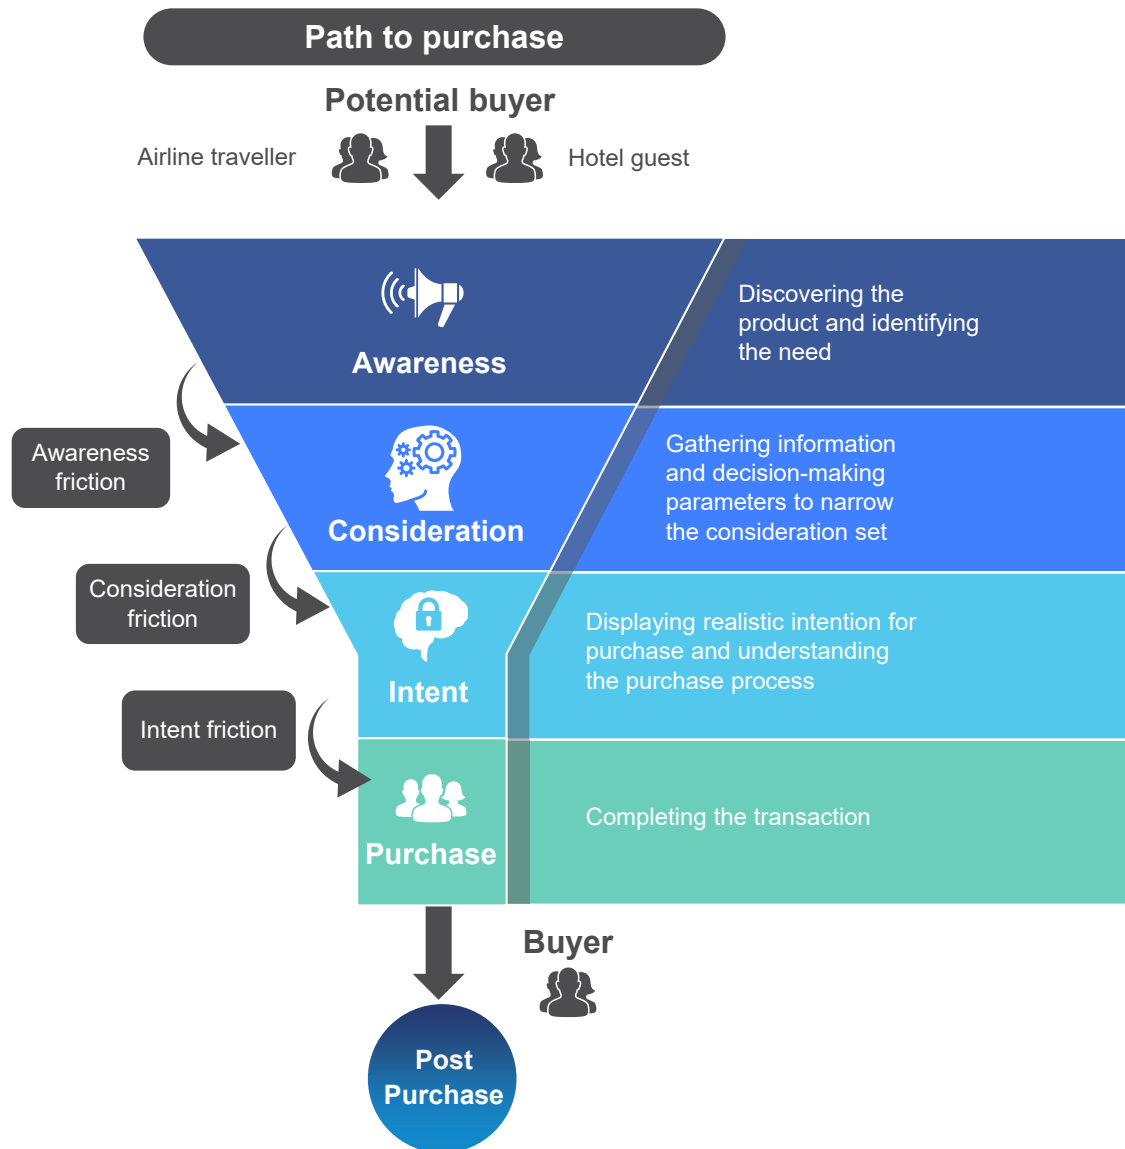 Path to purchase
Potential buyer
Airline traveller
Hotel guest
Awareness
Discovering the
product and identifying
the need
Awareness
friction
Consideration
Gathering information
and decision-making
parameters to narrow
the consideration set
Consideration
friction
Intent
Displaying realistic intention for
purchase and understanding
the purchase process
Intent friction
Purchase
Completing the transaction
Buyer
Post
Purchase